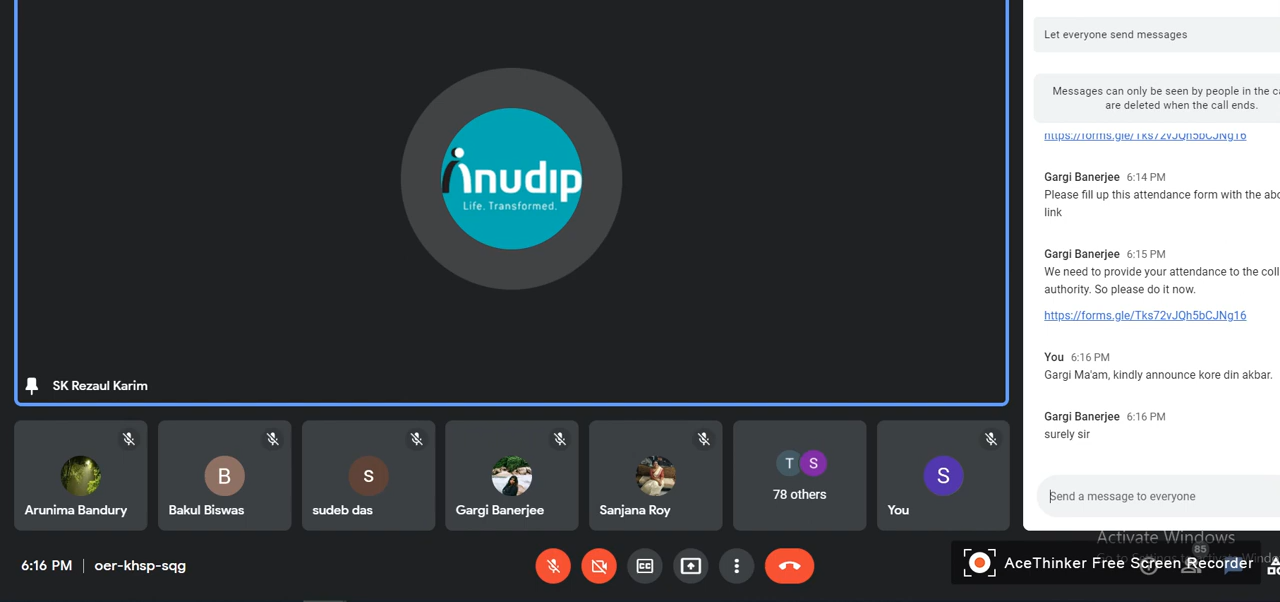 Let everyone send messages
Messages can only be seen by people in the ca
are deleted when the call ends.
https://forms.gle/Tks72vJQh5bCJNg16
Gargi Banerjee 6:14 PM
Please fill up this attendance form with the abo
link
Gargi Banerjee 6:15 PM
We need to provide your attendance to the coll
authority. So please do it now.
https://forms.gle/Tks72vJQh5bCJNg16
You 6:16 PM
Gargi Ma'am, kindly announce kore din akbar.
Gargi Banerjee 6:16 PM
surely sir
Send a message to everyone
anudip
Life. Transformed.
SK Rezaul Karim
Arunima Bandury
B
Bakul Biswas
s
sudeb das
Gargi Banerjee
Sanjana Roy
T S
78 others
S
You
6:16 PM | oer-khsp-sqg
CC
Activate Windows
85
AceThinker Free Screen Recorder